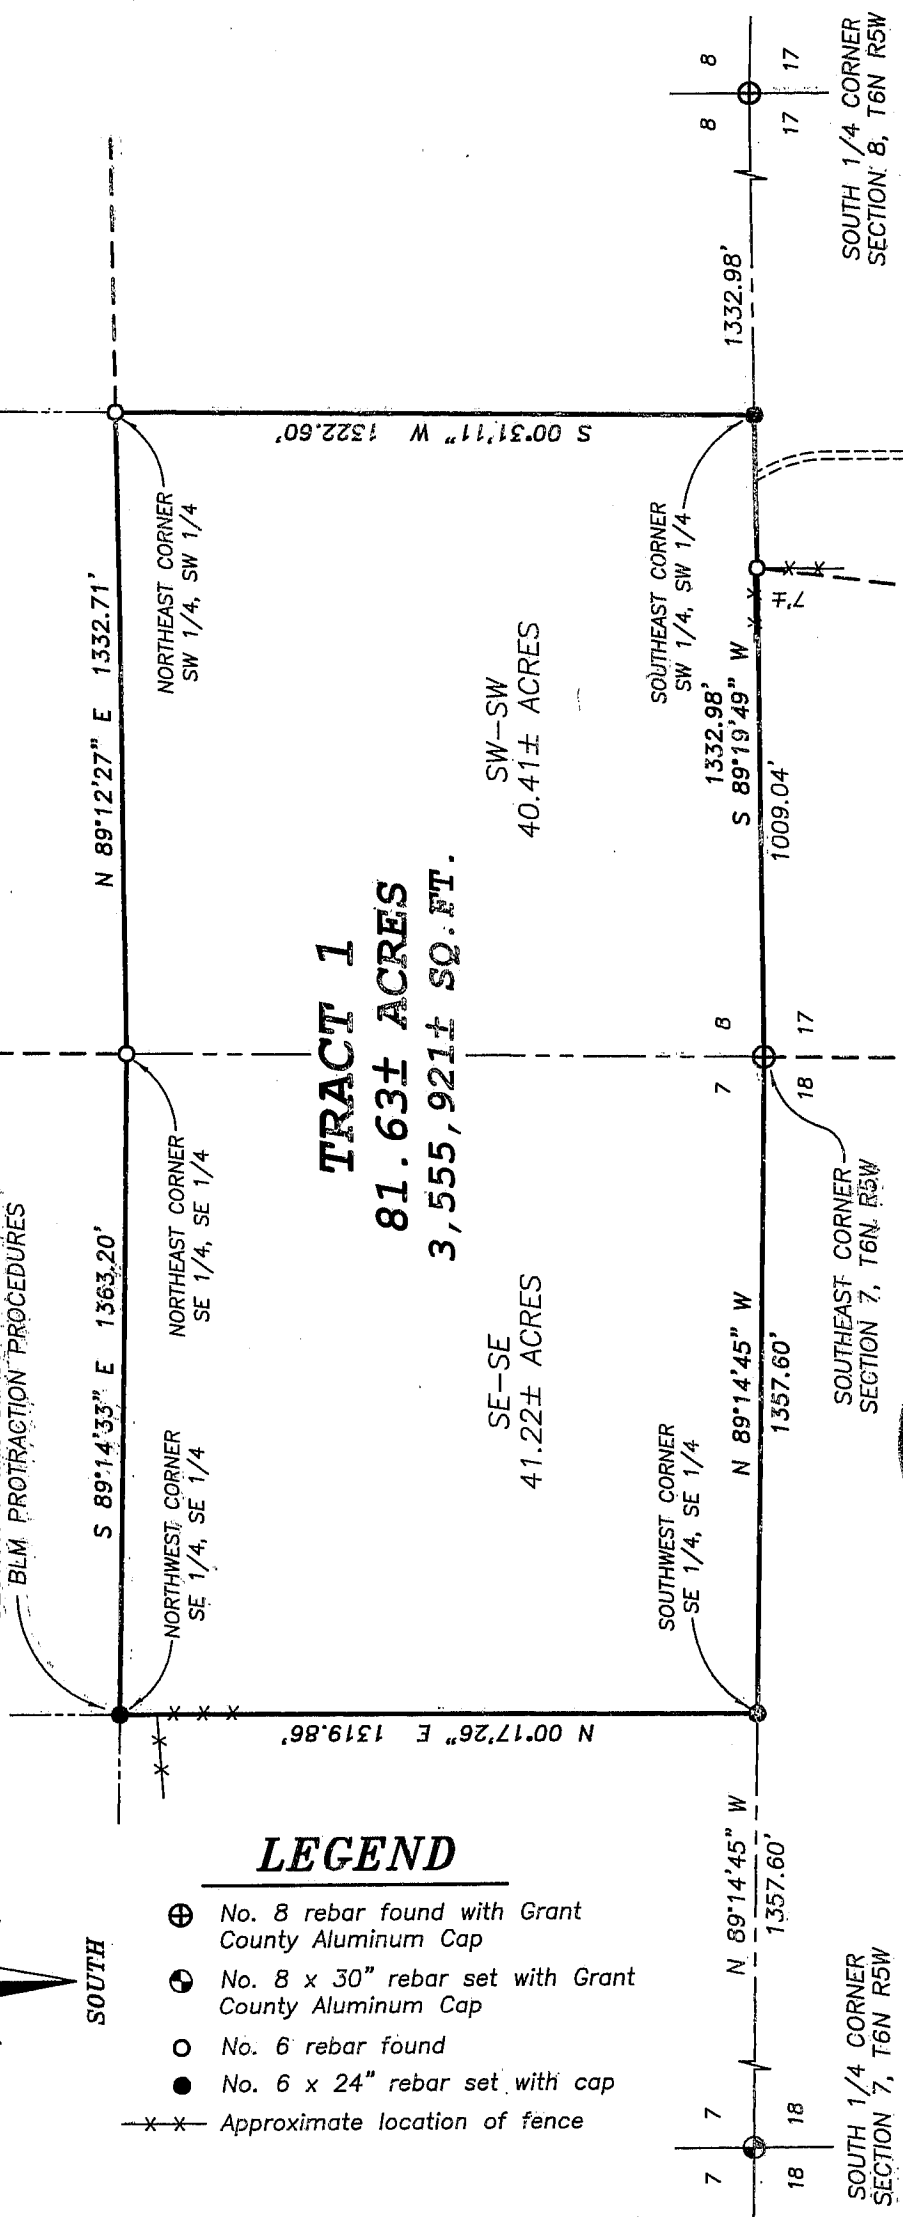 BLM PROTRACTION PROCEDURES
S 89°14'33" E 1363.20'
N 89°12'27" E 1332.71'
NORTHWEST CORNER
SE 1/4, SE 1/4
NORTHEAST CORNER
SE 1/4, SE 1/4
NORTHEAST CORNER
SW 1/4, SW 1/4
N 00°17'26" E 1319.86'
S 00°31'11" W 1322.60'
TRACT 1
81.63± ACRES
3,555,921± SQ.FT.
SE-SE
41.22± ACRES
SW-SW
40.41± ACRES
SOUTHWEST CORNER
SE 1/4, SE 1/4
SOUTHEAST CORNER
SW 1/4, SW 1/4
N 89°14'45" W
1357.60'
N 89°14'45" W
1357.60'
1332.98'
S 89°19'49" W
1009.04'
7'±
1332.98'
7
7
18
18
7
8
18
17
8
8
17
17
SOUTH 1/4 CORNER
SECTION 7, T6N R5W
SOUTHEAST CORNER
SECTION 7, T6N R5W
SOUTH 1/4 CORNER
SECTION 8, T6N R5W
SOUTH
LEGEND
No. 8 rebar found with Grant
County Aluminum Cap
No. 8 x 30" rebar set with Grant
County Aluminum Cap
No. 6 rebar found
No. 6 x 24" rebar set with cap
Approximate location of fence